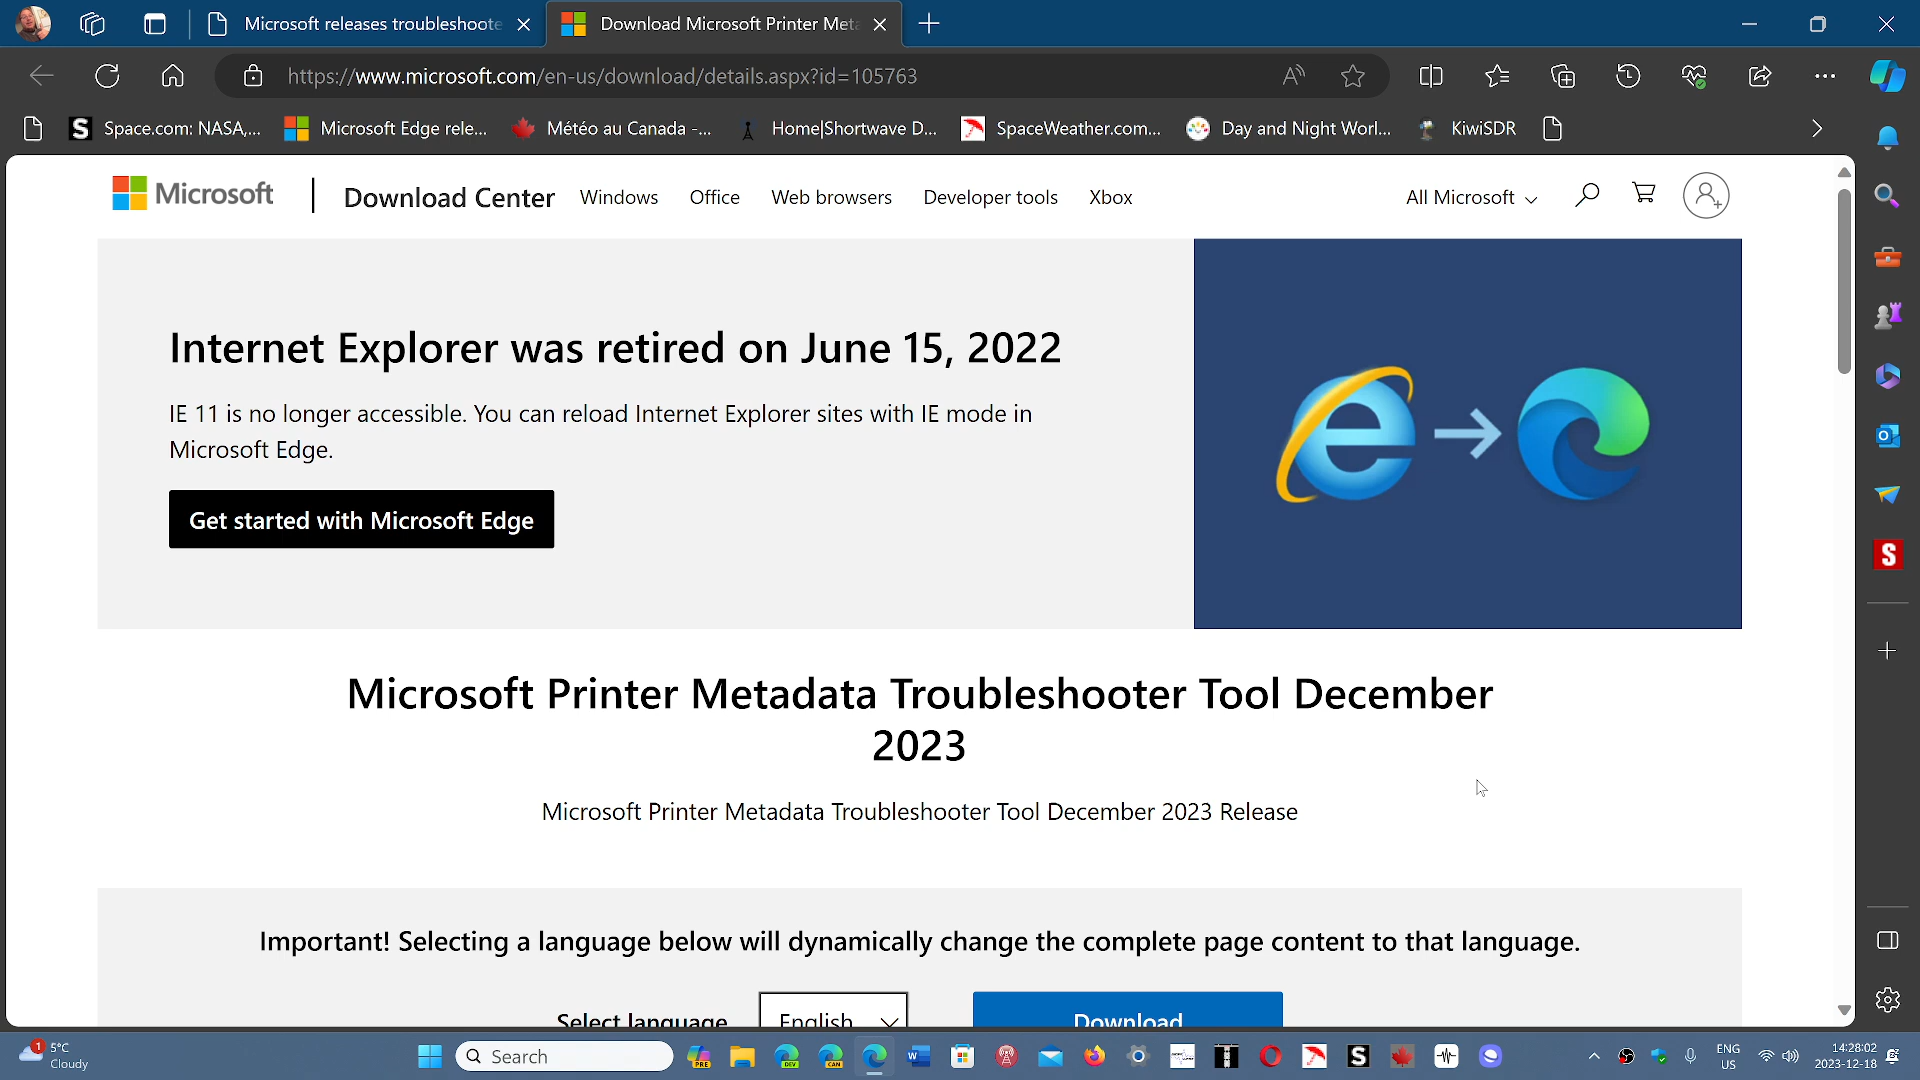 Microsoft releases troubleshoote
Download Microsoft Printer Meta
https://www.microsoft.com/en-us/download/details.aspx?id=105763
Space.com: NASA,...
Microsoft Edge rele...
Météo au Canada -...
Home|Shortwave D...
SpaceWeather.com...
Day and Night Worl...
KiwiSDR
Microsoft
Download Center
Windows
Office
Web browsers
Developer tools
Xbox
All Microsoft
Internet Explorer was retired on June 15, 2022
IE 11 is no longer accessible. You can reload Internet Explorer sites with IE mode in
Microsoft Edge.
Get started with Microsoft Edge
Microsoft Printer Metadata Troubleshooter Tool December
2023
Microsoft Printer Metadata Troubleshooter Tool December 2023 Release
Important! Selecting a language below will dynamically change the complete page content to that language.
Select language
English
Download
1
5°C
Cloudy
Search
PRE
DEV
CAN
ENG
US
14:28:02
2023-12-18